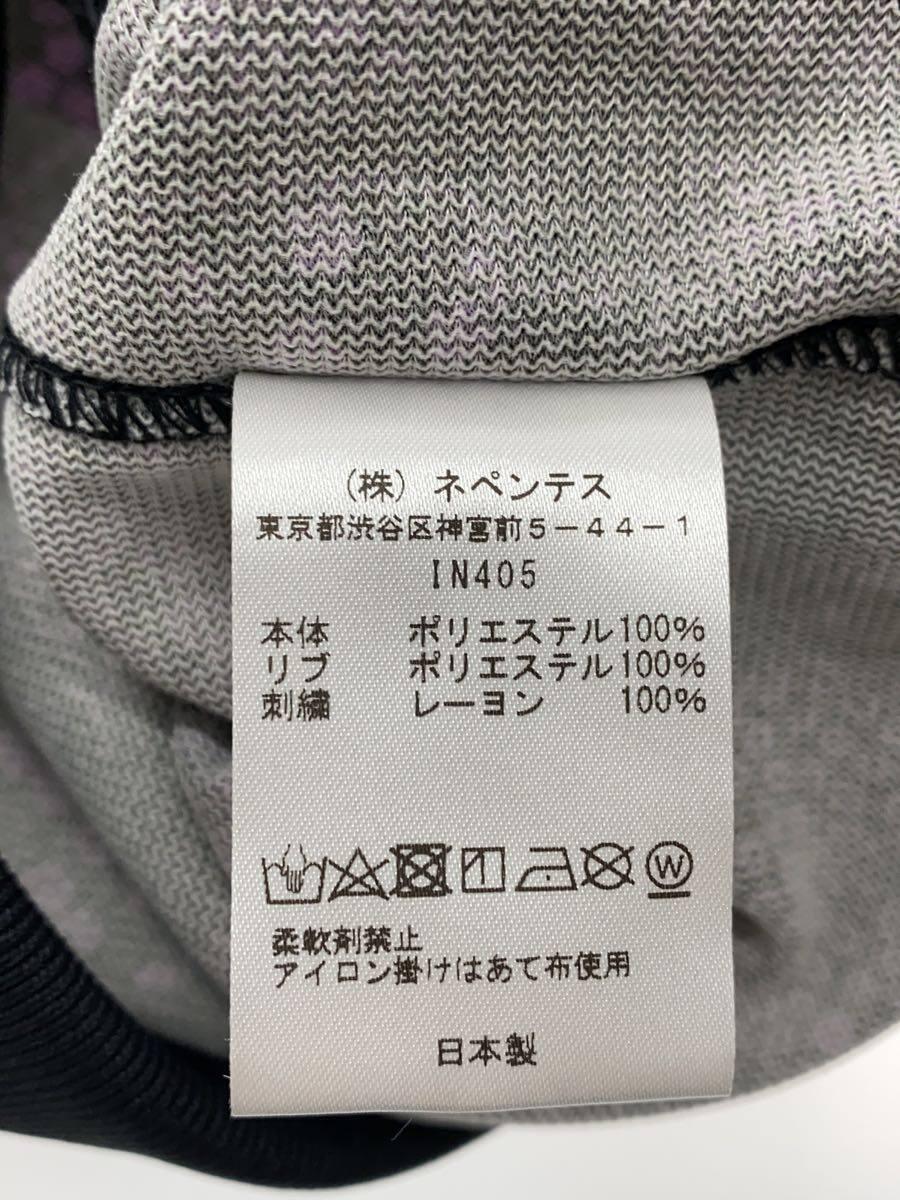 （株）ネペンテス
東京都渋谷区神宮前5-44-1
IN405
本体 ポリエステル100%
リブ ポリエステル100%
刺繍 レーヨン 100%
W
柔軟剤禁止
アイロン掛けはあて布使用
日本製